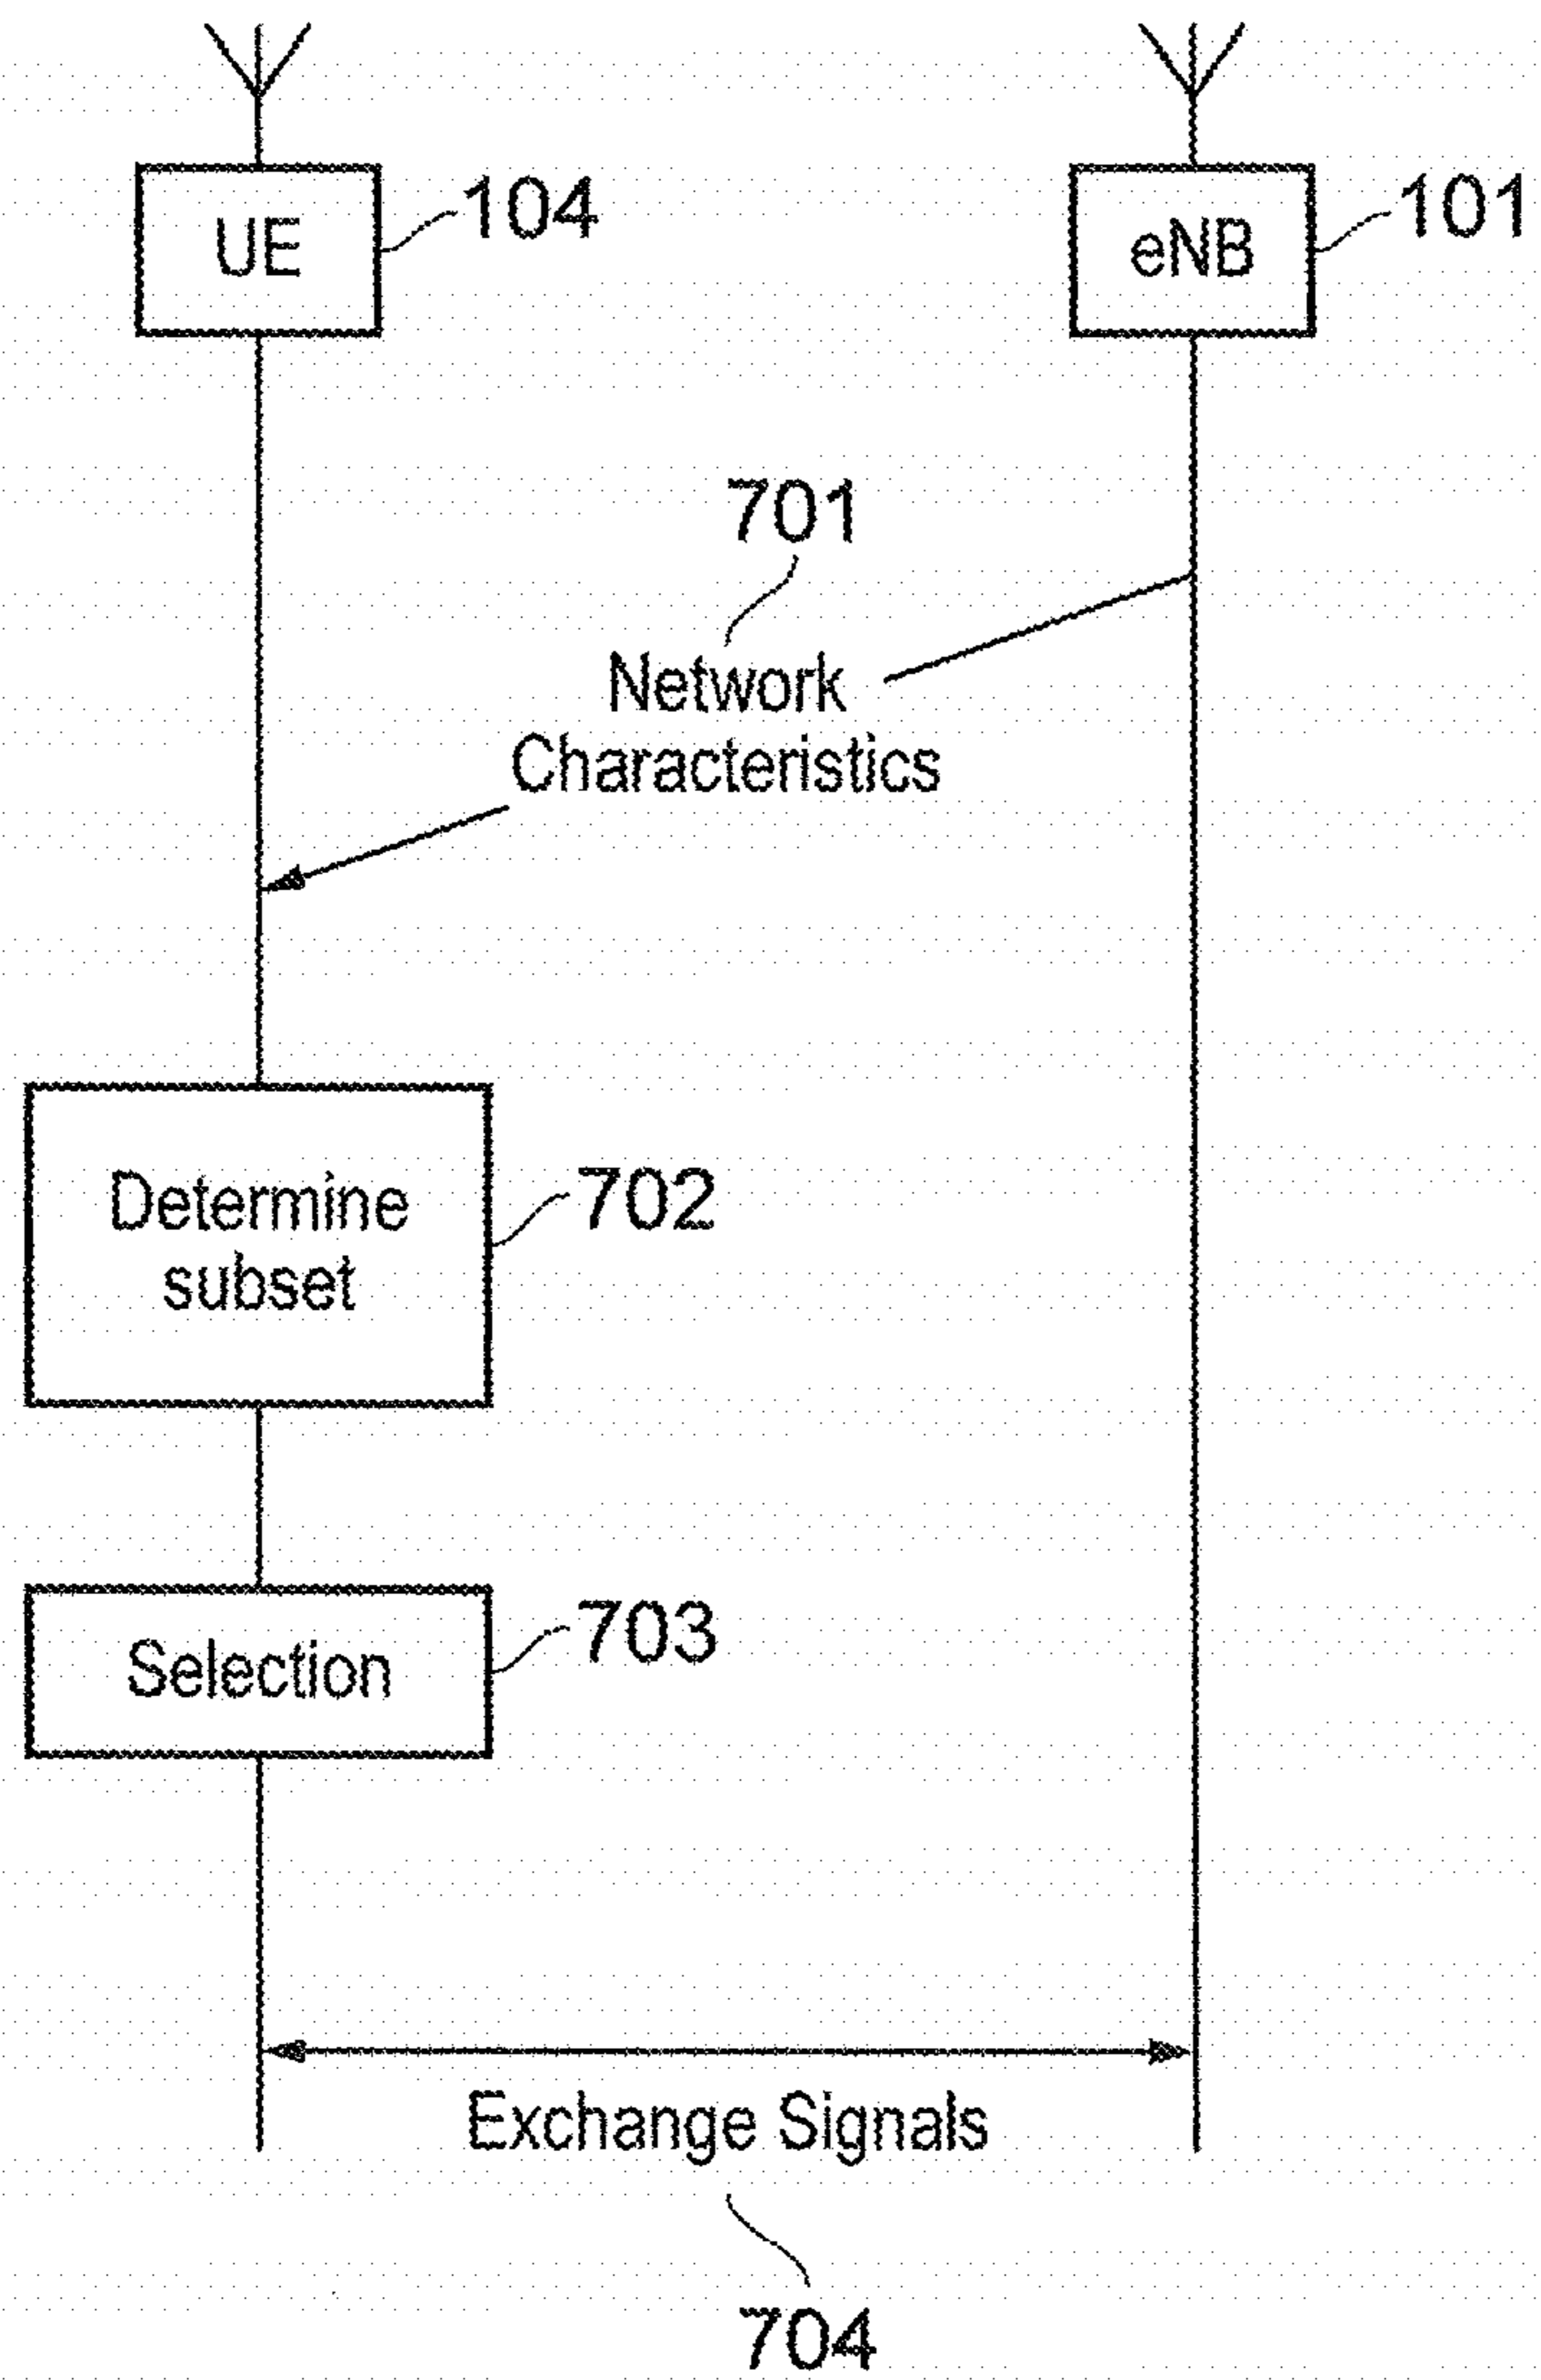 UE
104
eNB
101
701
Network
Characteristics
Determine
subset
702
Selection
703
Exchange Signals
704